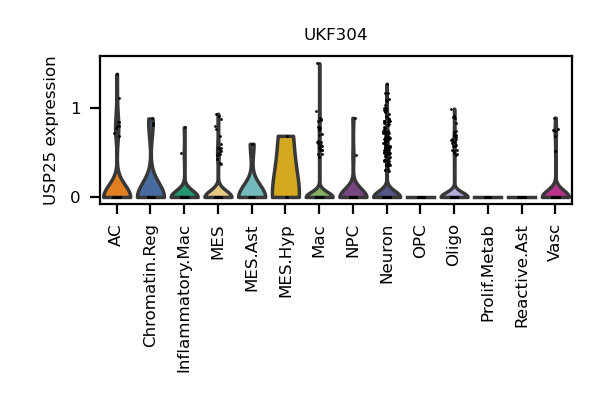 UKF304
USP25 expression
1
0
AC
Chromatin.Reg
Inflammatory.Mac
MES
MES.Ast
MES.Hyp
Mac
NPC
Neuron
OPC
Oligo
Prolif.Metab
Reactive.Ast
Vasc